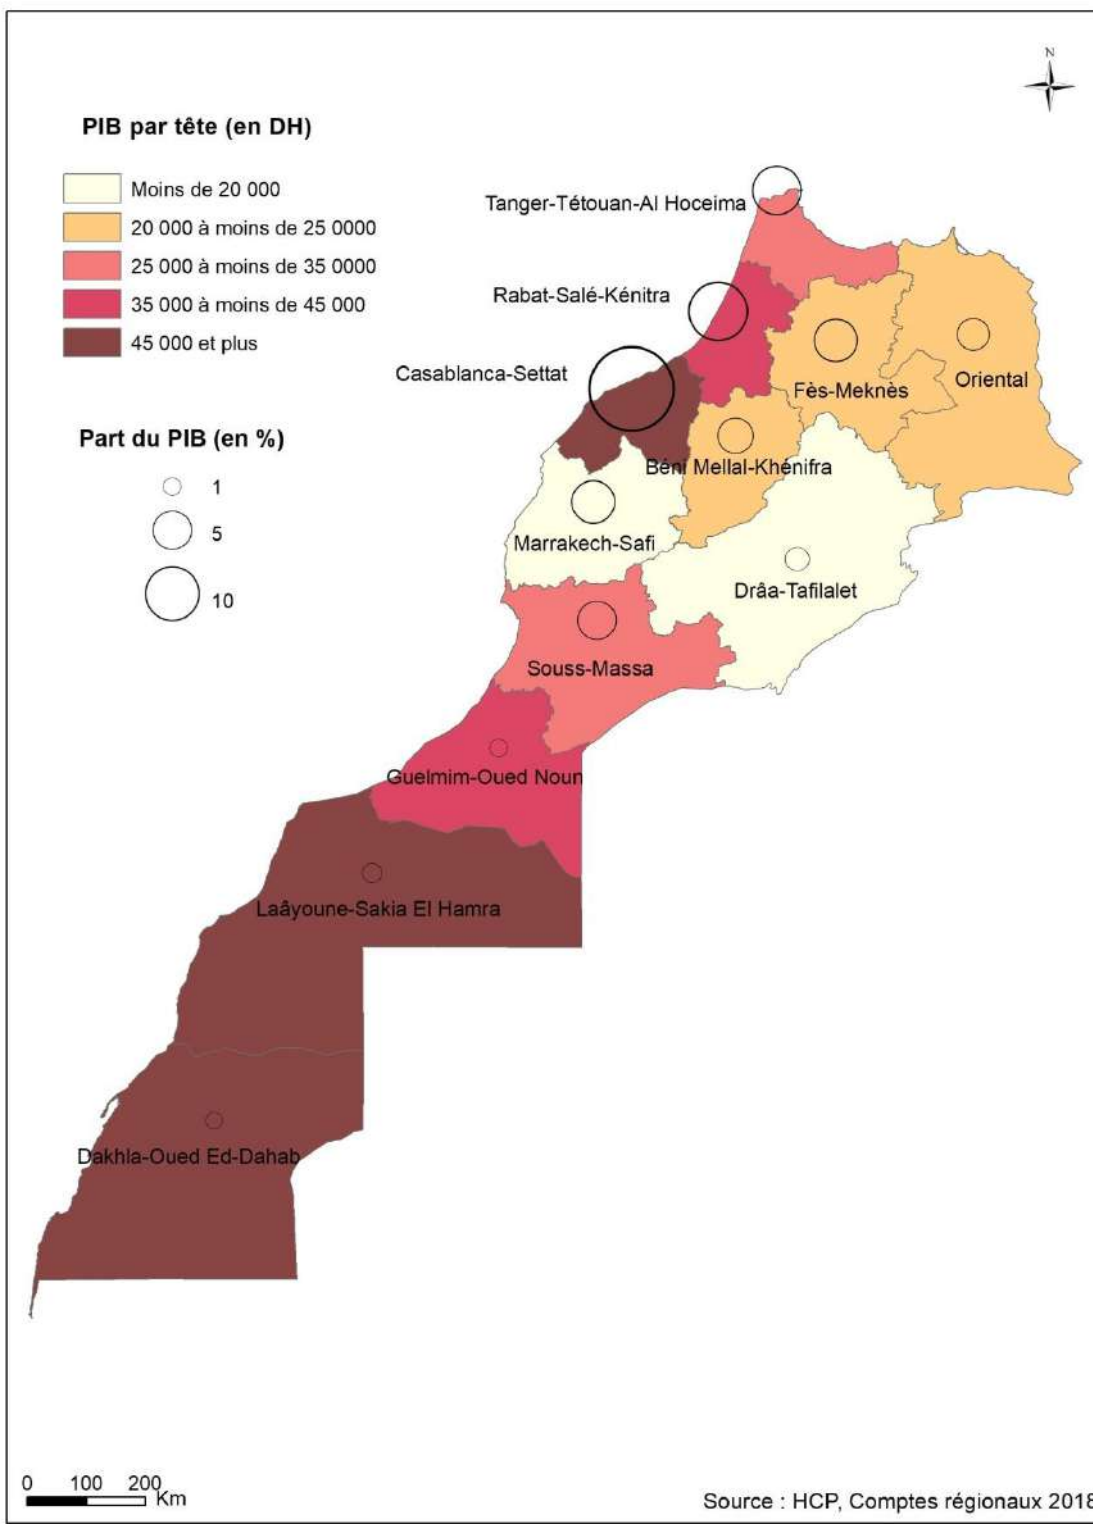 N
PIB par tête (en DH)
Moins de 20 000
20 000 à moins de 25 0000
25 000 à moins de 35 0000
35 000 à moins de 45 000
45 000 et plus
Part du PIB (en %)
1
5
10
Tanger-Tétouan-Al Hoceima
Rabat-Salé-Kénitra
Casablanca-Settat
Fès-Meknès
Oriental
Béni Mellal-Khénifra
Marrakech-Safi
Drâa-Tafilalet
Souss-Massa
Guelmim-Oued Noun
Laâyoune-Sakia El Hamra
Dakhla-Oued Ed-Dahab
0 100 200
Km
Source : HCP, Comptes régionaux 2018